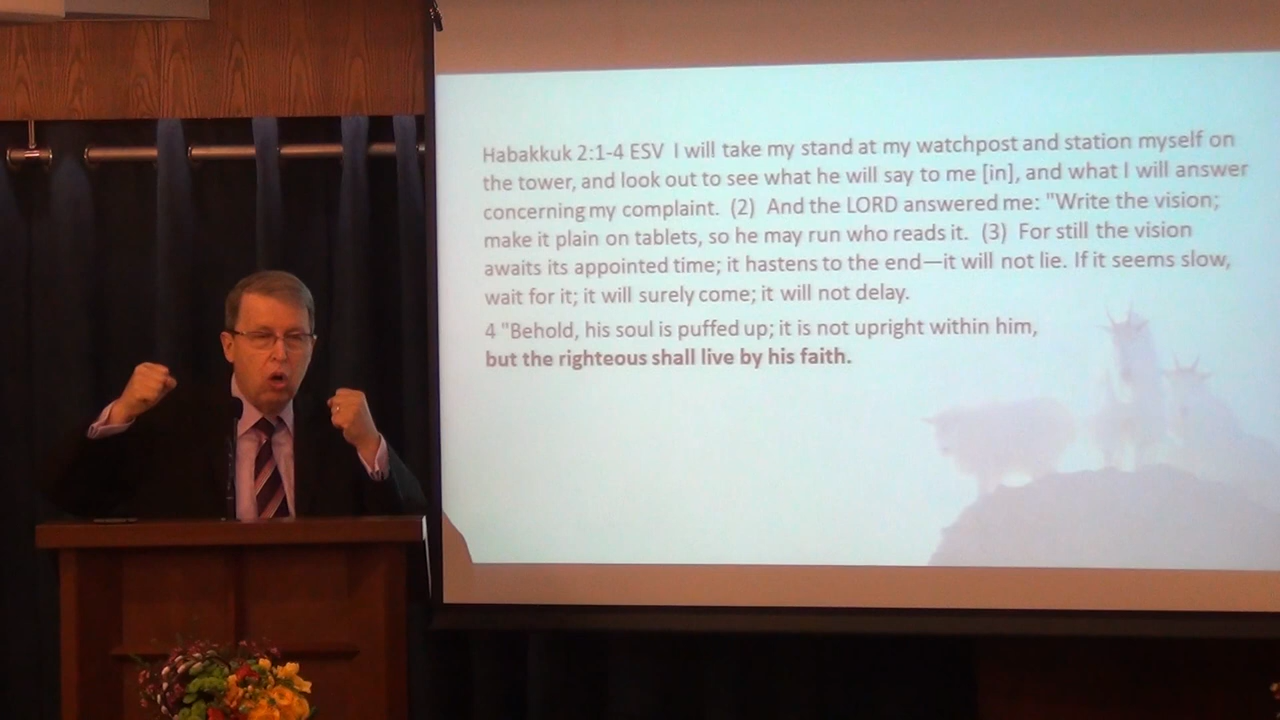 Habakkuk 2:1-4 ESV  I will take my stand at my watchpost and station myself on
the tower, and look out to see what he will say to me [in], and what I will answer
concerning my complaint.  (2)  And the LORD answered me: "Write the vision;
make it plain on tablets, so he may run who reads it.  (3)  For still the vision
awaits its appointed time; it hastens to the end—it will not lie. If it seems slow,
wait for it; it will surely come; it will not delay.
4 "Behold, his soul is puffed up; it is not upright within him,
but the righteous shall live by his faith.